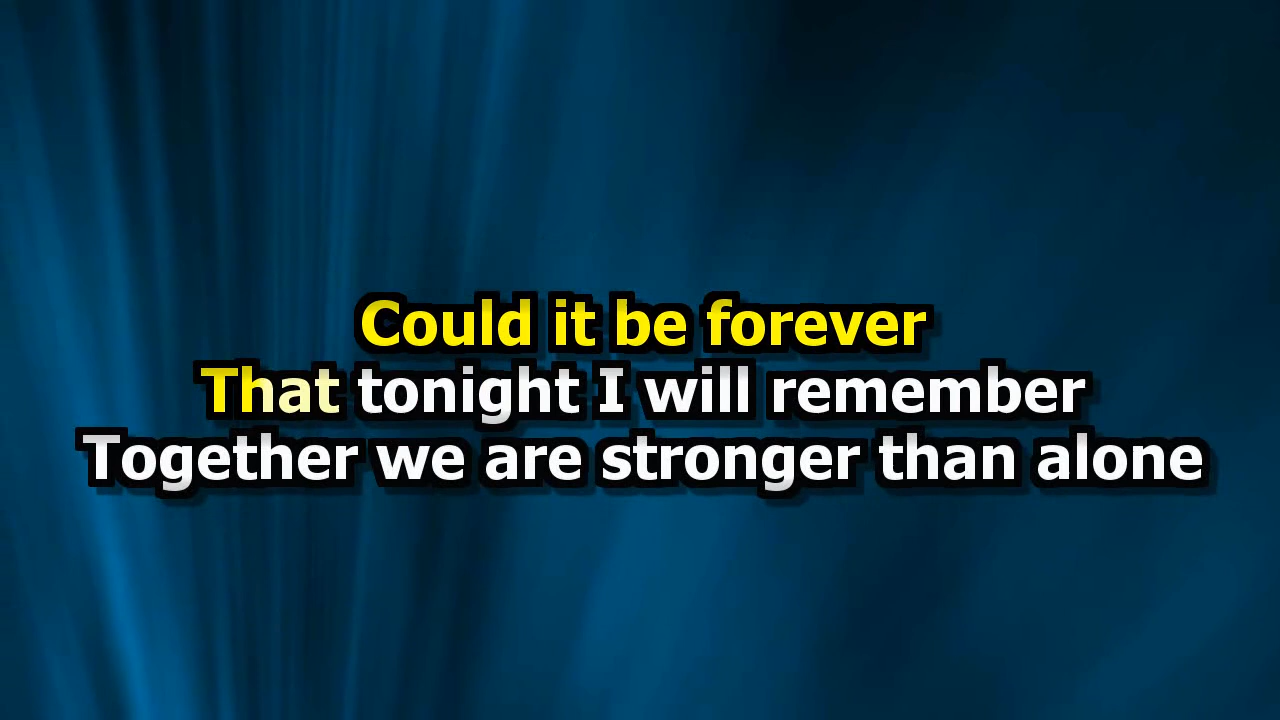 Could it be forever
That tonight I will remember
Together we are stronger than alone